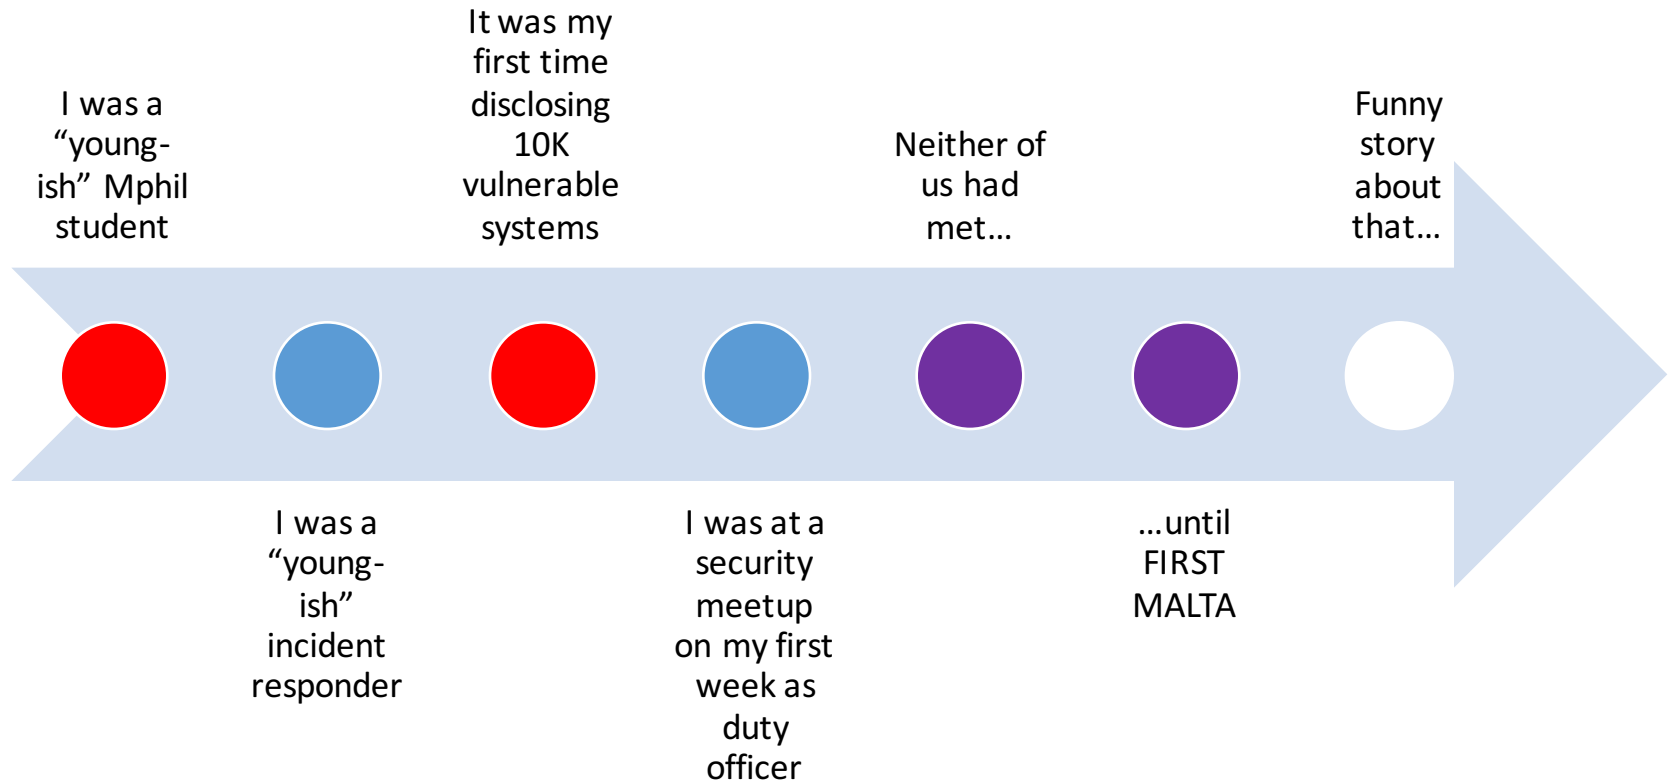 I was a
“young-
ish” Mphil
student
I was a
“young-
ish”
incident
responder
It was my
first time
disclosing
10K
vulnerable
systems
I was at a
security
meetup
on my first
week as
duty
officer
Neither of
us had
met…
…until
FIRST
MALTA
Funny
story
about
that…